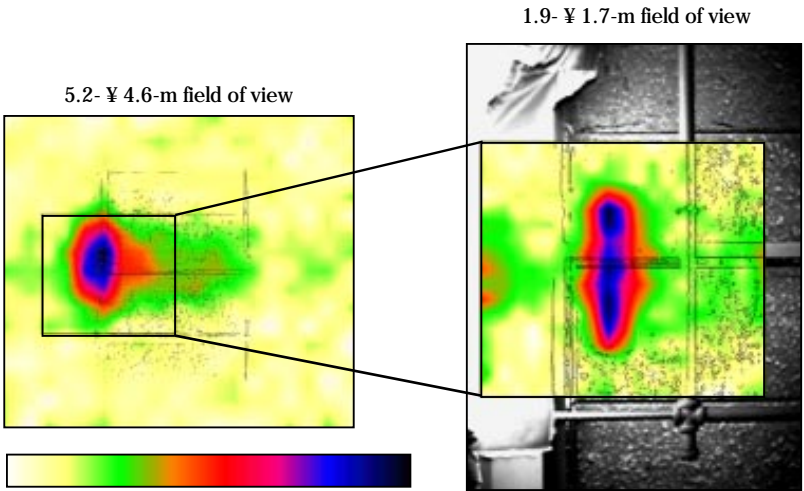 1.9- ¥ 1.7-m field of view
5.2- ¥ 4.6-m field of view